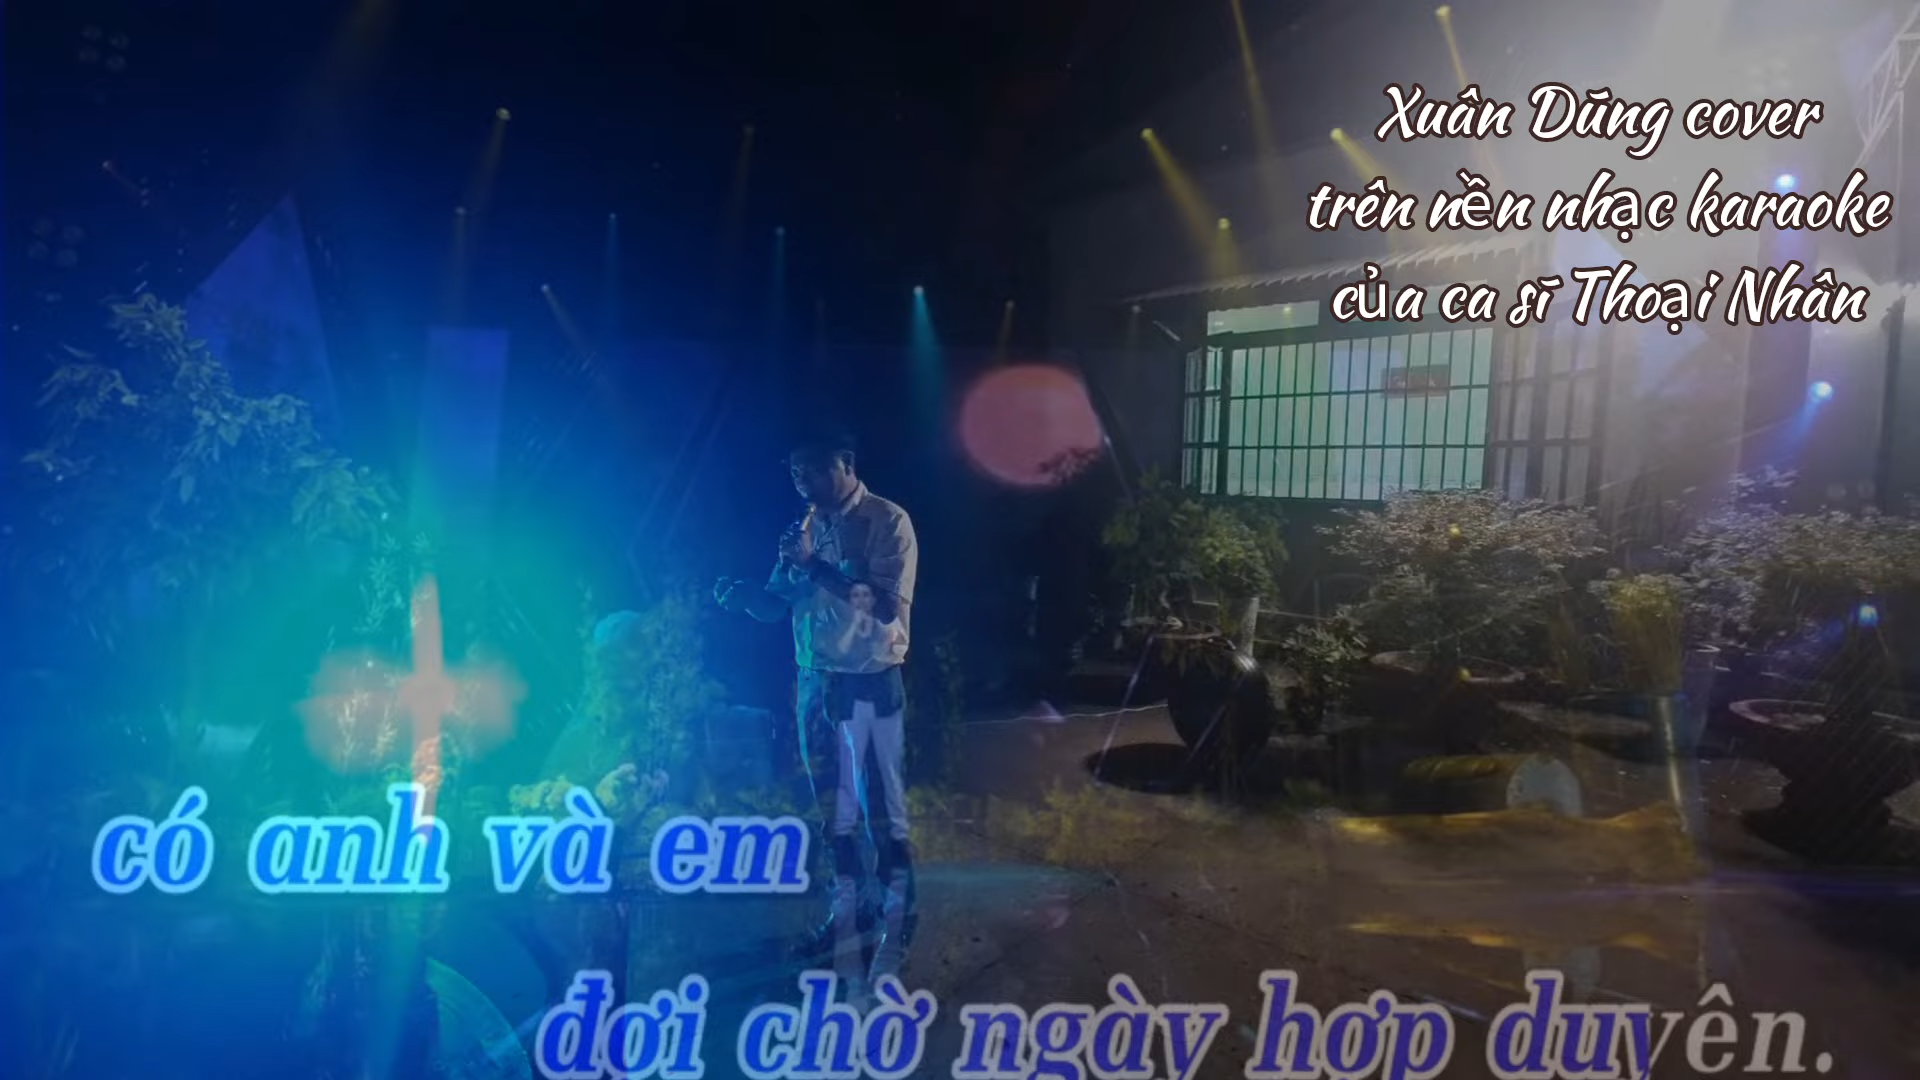 Xuân Dũng cover
trên nền nhạc karaoke
của ca sĩ Thoại Nhân
có anh và em
đợi chờ ngày hợp duyên.